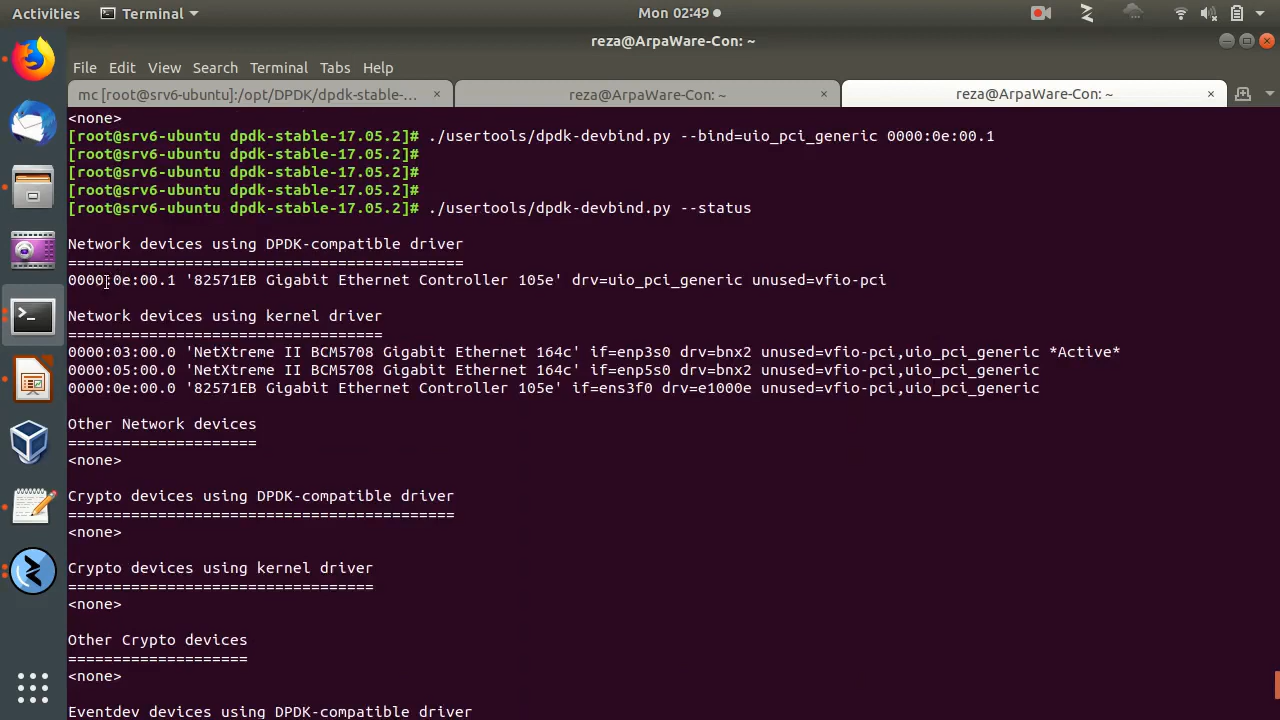 Activities Terminal Mon 02:49
reza@ArpaWare-Con: ~
File Edit View Search Terminal Tabs Help
mc [root@srv6-ubuntu]:/opt/DPDK/dpdk-stable-... × reza@ArpaWare-Con: ~ × reza@ArpaWare-Con: ~ ×
<none>
[root@srv6-ubuntu dpdk-stable-17.05.2]# ./usertools/dpdk-devbind.py --bind=uio_pci_generic 0000:0e:00.1
[root@srv6-ubuntu dpdk-stable-17.05.2]#
[root@srv6-ubuntu dpdk-stable-17.05.2]#
[root@srv6-ubuntu dpdk-stable-17.05.2]#
[root@srv6-ubuntu dpdk-stable-17.05.2]# ./usertools/dpdk-devbind.py --status
Network devices using DPDK-compatible driver
============================================
0000:0e:00.1 '82571EB Gigabit Ethernet Controller 105e' drv=uio_pci_generic unused=vfio-pci
Network devices using kernel driver
===================================
0000:03:00.0 'NetXtreme II BCM5708 Gigabit Ethernet 164c' if=enp3s0 drv=bnx2 unused=vfio-pci,uio_pci_generic *Active*
0000:05:00.0 'NetXtreme II BCM5708 Gigabit Ethernet 164c' if=enp5s0 drv=bnx2 unused=vfio-pci,uio_pci_generic
0000:0e:00.0 '82571EB Gigabit Ethernet Controller 105e' if=ens3f0 drv=e1000e unused=vfio-pci,uio_pci_generic
Other Network devices
=====================
<none>
Crypto devices using DPDK-compatible driver
===========================================
<none>
Crypto devices using kernel driver
==================================
<none>
Other Crypto devices
====================
<none>
Eventdev devices using DPDK-compatible driver